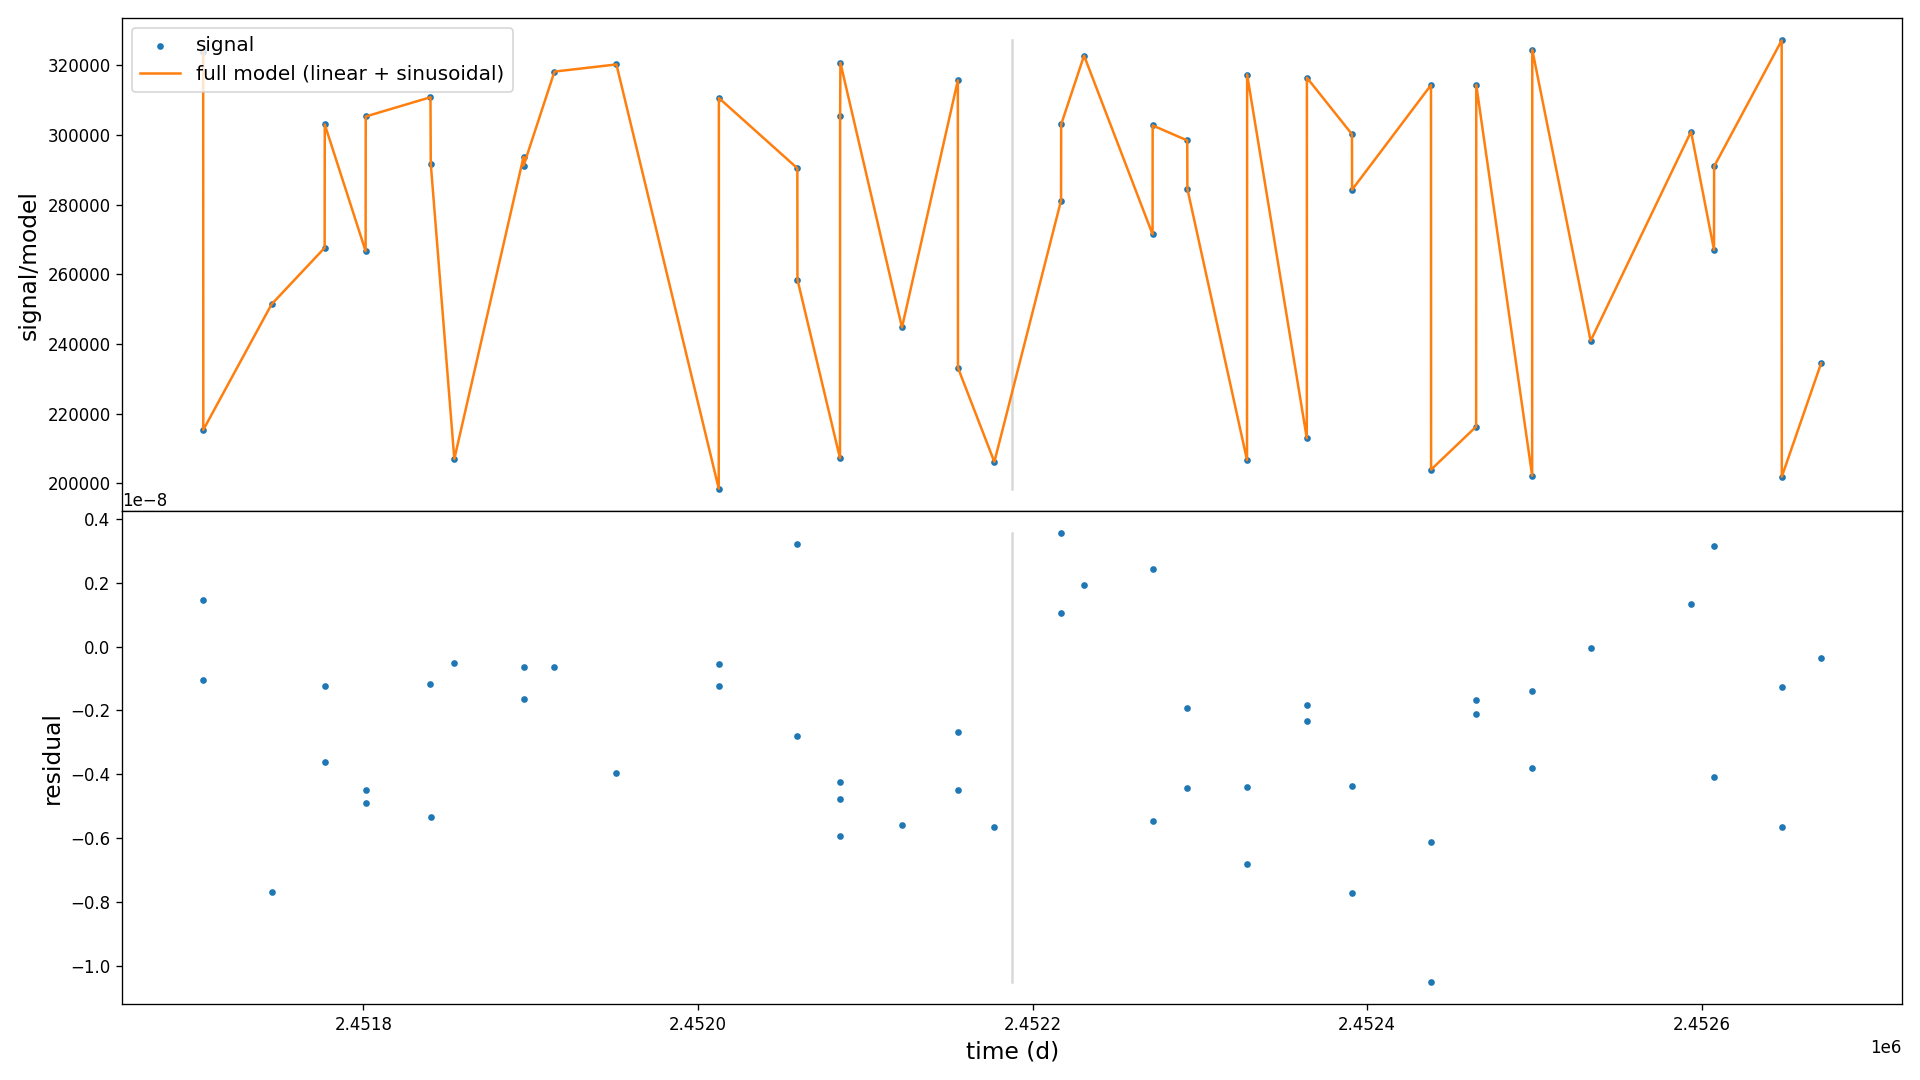 signal
full model (linear + sinusoidal)
signal/model
320000
300000
280000
260000
240000
220000
200000
1e−8
residual
0.4
0.2
0.0
−0.2
−0.4
−0.6
−0.8
−1.0
2.4518 2.4520 2.4522 2.4524 2.4526
time (d)
1e6